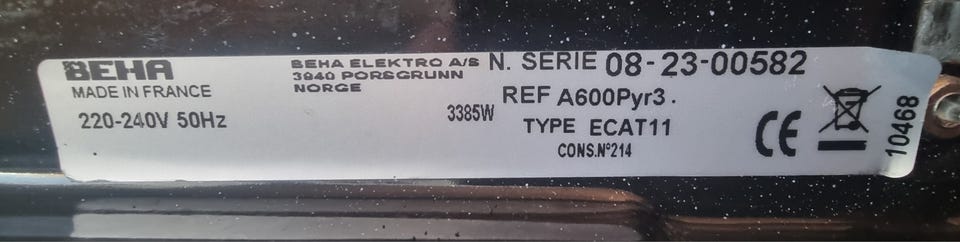 BEHA
MADE IN FRANCE
220-240V 50Hz
BEHA ELEKTRO A/S
3940 PORSGRUNN
NORGE
3385W
N. SERIE 08-23-00582
REF A600Pyr3.
TYPE ECAT11
CONS.N°214
CE
10468